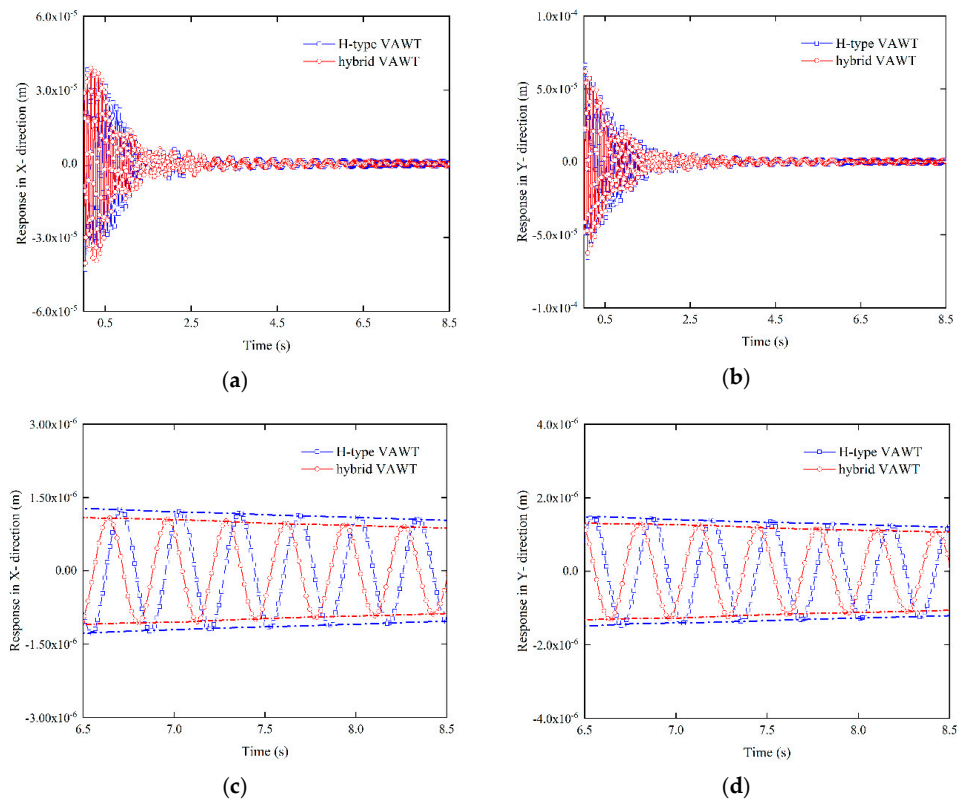 6.0x10⁻⁵
3.0x10⁻⁵
0.0
-3.0x10⁻⁵
-6.0x10⁻⁵
Response in X- direction (m)
H-type VAWT
hybrid VAWT
0.5 2.5 4.5 6.5 8.5
Time (s)
(a)
1.0x10⁻⁴
5.0x10⁻⁵
0.0
-5.0x10⁻⁵
-1.0x10⁻⁴
Response in Y- direction (m)
H-type VAWT
hybrid VAWT
0.5 2.5 4.5 6.5 8.5
Time (s)
(b)
3.00x10⁻⁶
1.50x10⁻⁶
0.00
-1.50x10⁻⁶
-3.00x10⁻⁶
Response in X- direction (m)
H-type VAWT
hybrid VAWT
6.5 7.0 7.5 8.0 8.5
Time (s)
(c)
4.0x10⁻⁶
2.0x10⁻⁶
0.0
-2.0x10⁻⁶
-4.0x10⁻⁶
Response in Y- direction (m)
H-type VAWT
hybrid VAWT
6.5 7.0 7.5 8.0 8.5
Time (s)
(d)